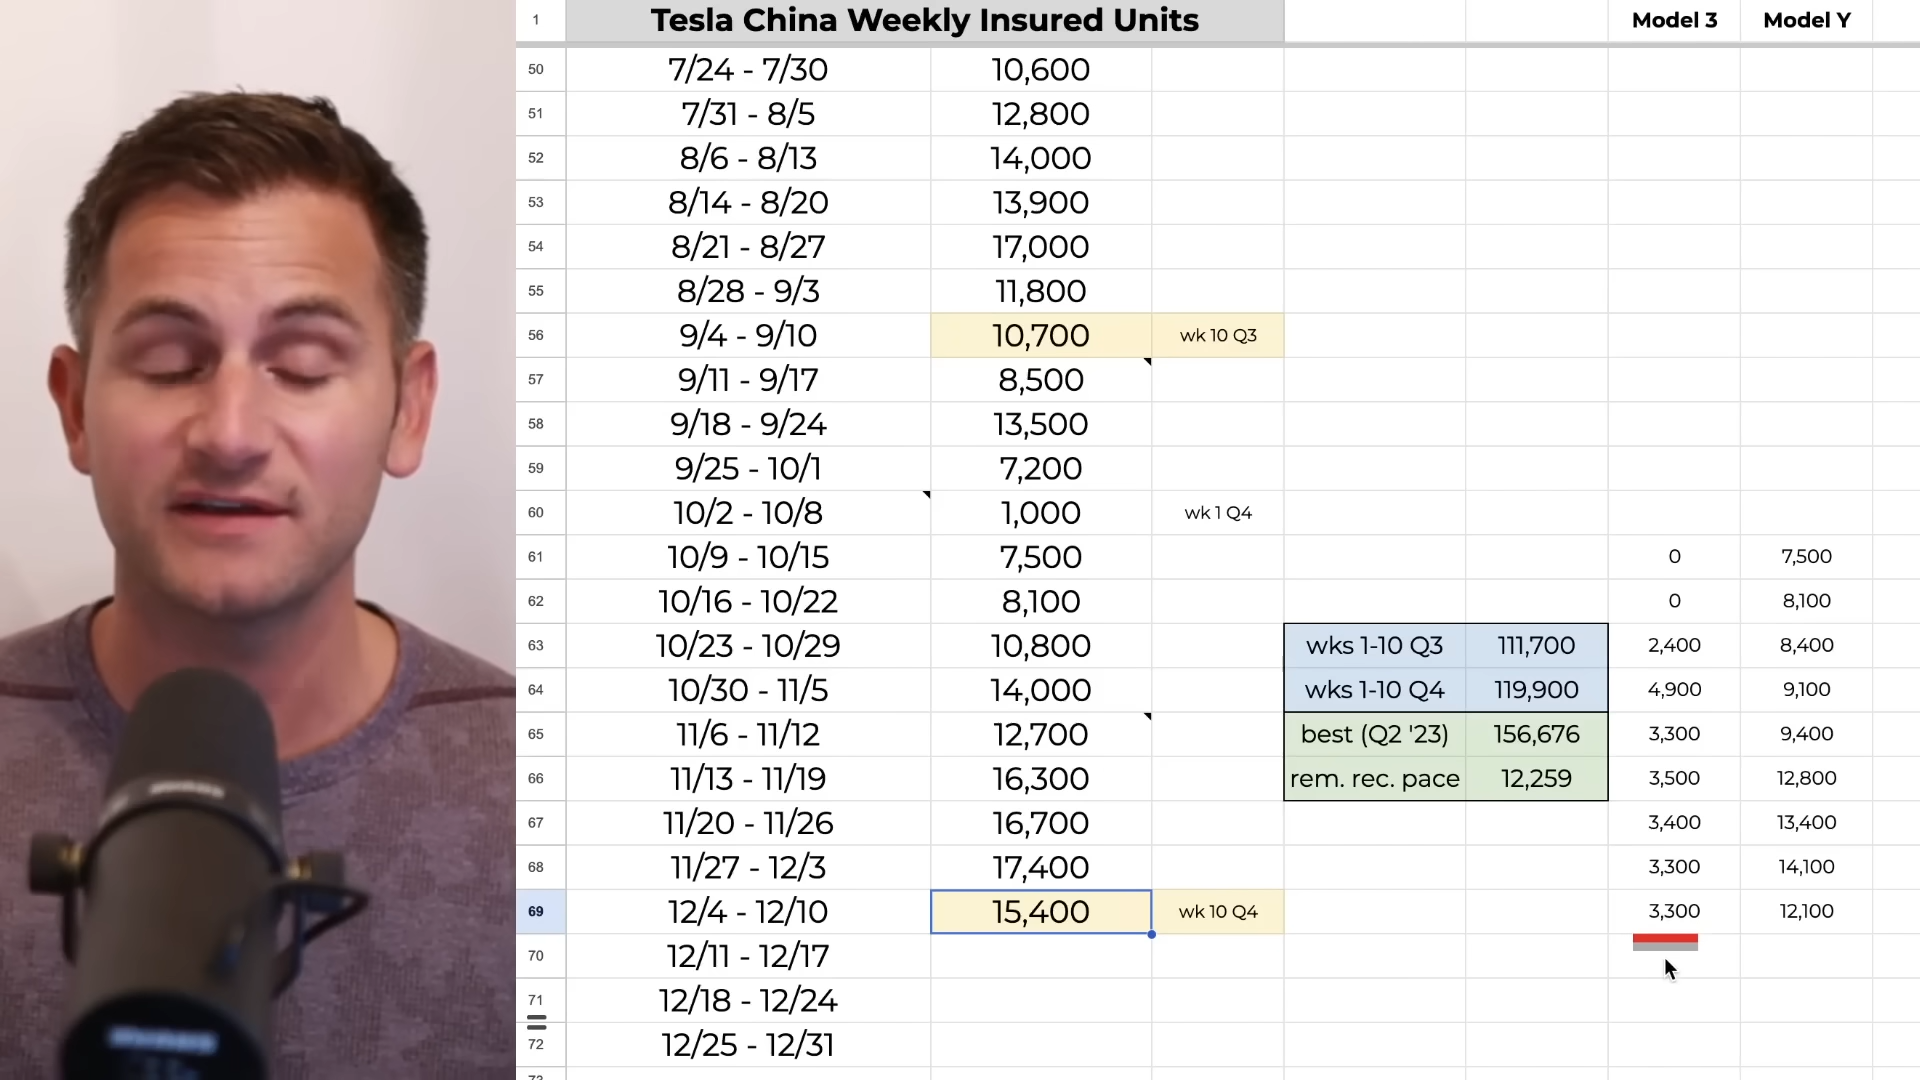 1 Tesla China Weekly Insured Units Model 3 Model Y
50 7/24 - 7/30 10,600
51 7/31 - 8/5 12,800
52 8/6 - 8/13 14,000
53 8/14 - 8/20 13,900
54 8/21 - 8/27 17,000
55 8/28 - 9/3 11,800
56 9/4 - 9/10 10,700 wk 10 Q3
57 9/11 - 9/17 8,500
58 9/18 - 9/24 13,500
59 9/25 - 10/1 7,200
60 10/2 - 10/8 1,000 wk 1 Q4
61 10/9 - 10/15 7,500 0 7,500
62 10/16 - 10/22 8,100 0 8,100
63 10/23 - 10/29 10,800 wks 1-10 Q3 111,700 2,400 8,400
64 10/30 - 11/5 14,000 wks 1-10 Q4 119,900 4,900 9,100
65 11/6 - 11/12 12,700 best (Q2 '23) 156,676 3,300 9,400
66 11/13 - 11/19 16,300 rem. rec. pace 12,259 3,500 12,800
67 11/20 - 11/26 16,700 3,400 13,400
68 11/27 - 12/3 17,400 3,300 14,100
69 12/4 - 12/10 15,400 wk 10 Q4 3,300 12,100
70 12/11 - 12/17
71 12/18 - 12/24
72 12/25 - 12/31